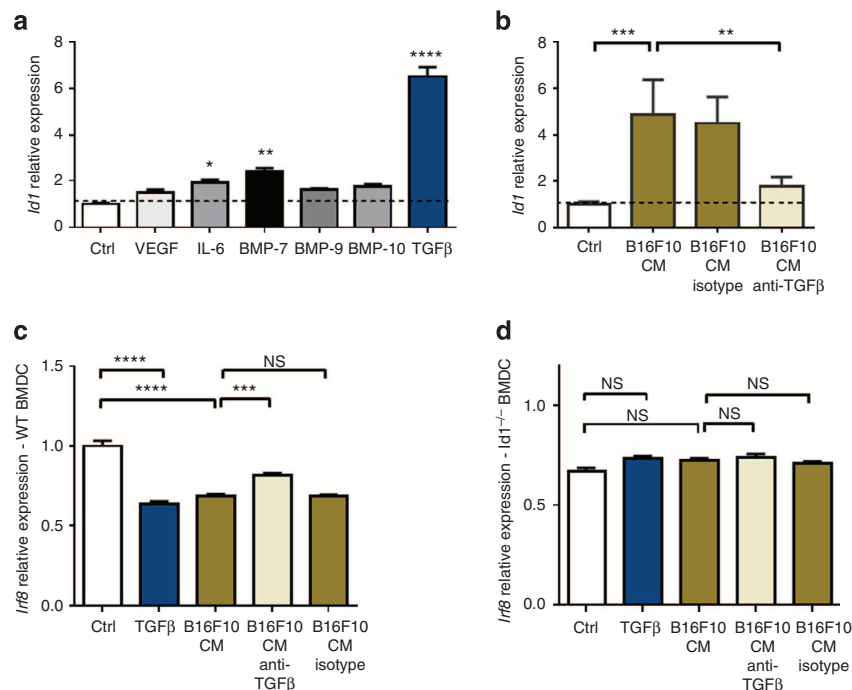 a
Id1 relative expression
8
6
4
2
0
*
**
****
Ctrl VEGF IL-6 BMP-7 BMP-9 BMP-10 TGFβ
b
Id1 relative expression
8
6
4
2
0
***
**
Ctrl
B16F10
CM
B16F10
CM
isotype
B16F10
CM
anti-TGFβ
c
Irf8 relative expression - WT BMDC
1.5
1.0
0.5
0.0
****
NS
****
***
Ctrl
TGFβ
B16F10
CM
B16F10
CM
anti-
TGFβ
B16F10
CM
isotype
d
Irf8 relative expression - Id1⁻/⁻ BMDC
1.0
0.5
0.0
NS
NS
NS
NS
Ctrl
TGFβ
B16F10
CM
B16F10
CM
anti-
TGFβ
B16F10
CM
isotype